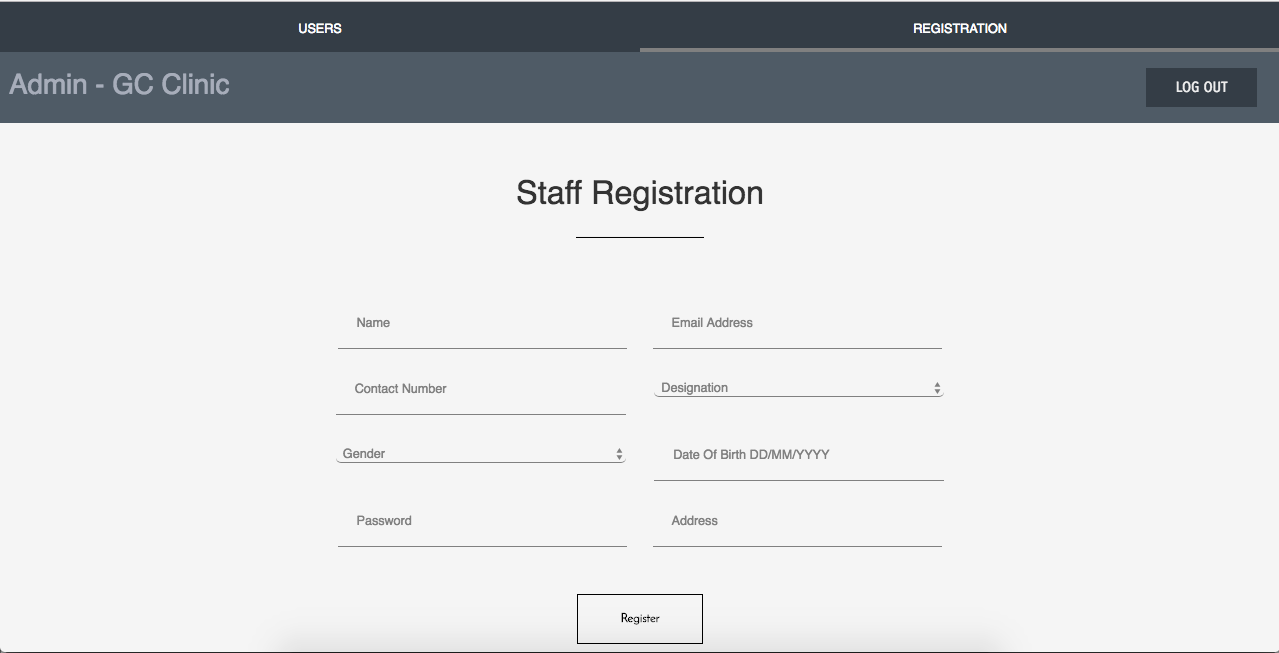 USERS REGISTRATION
Admin - GC Clinic LOG OUT
Staff Registration
Name Email Address
Contact Number Designation
Gender Date Of Birth DD/MM/YYYY
Password Address
Register